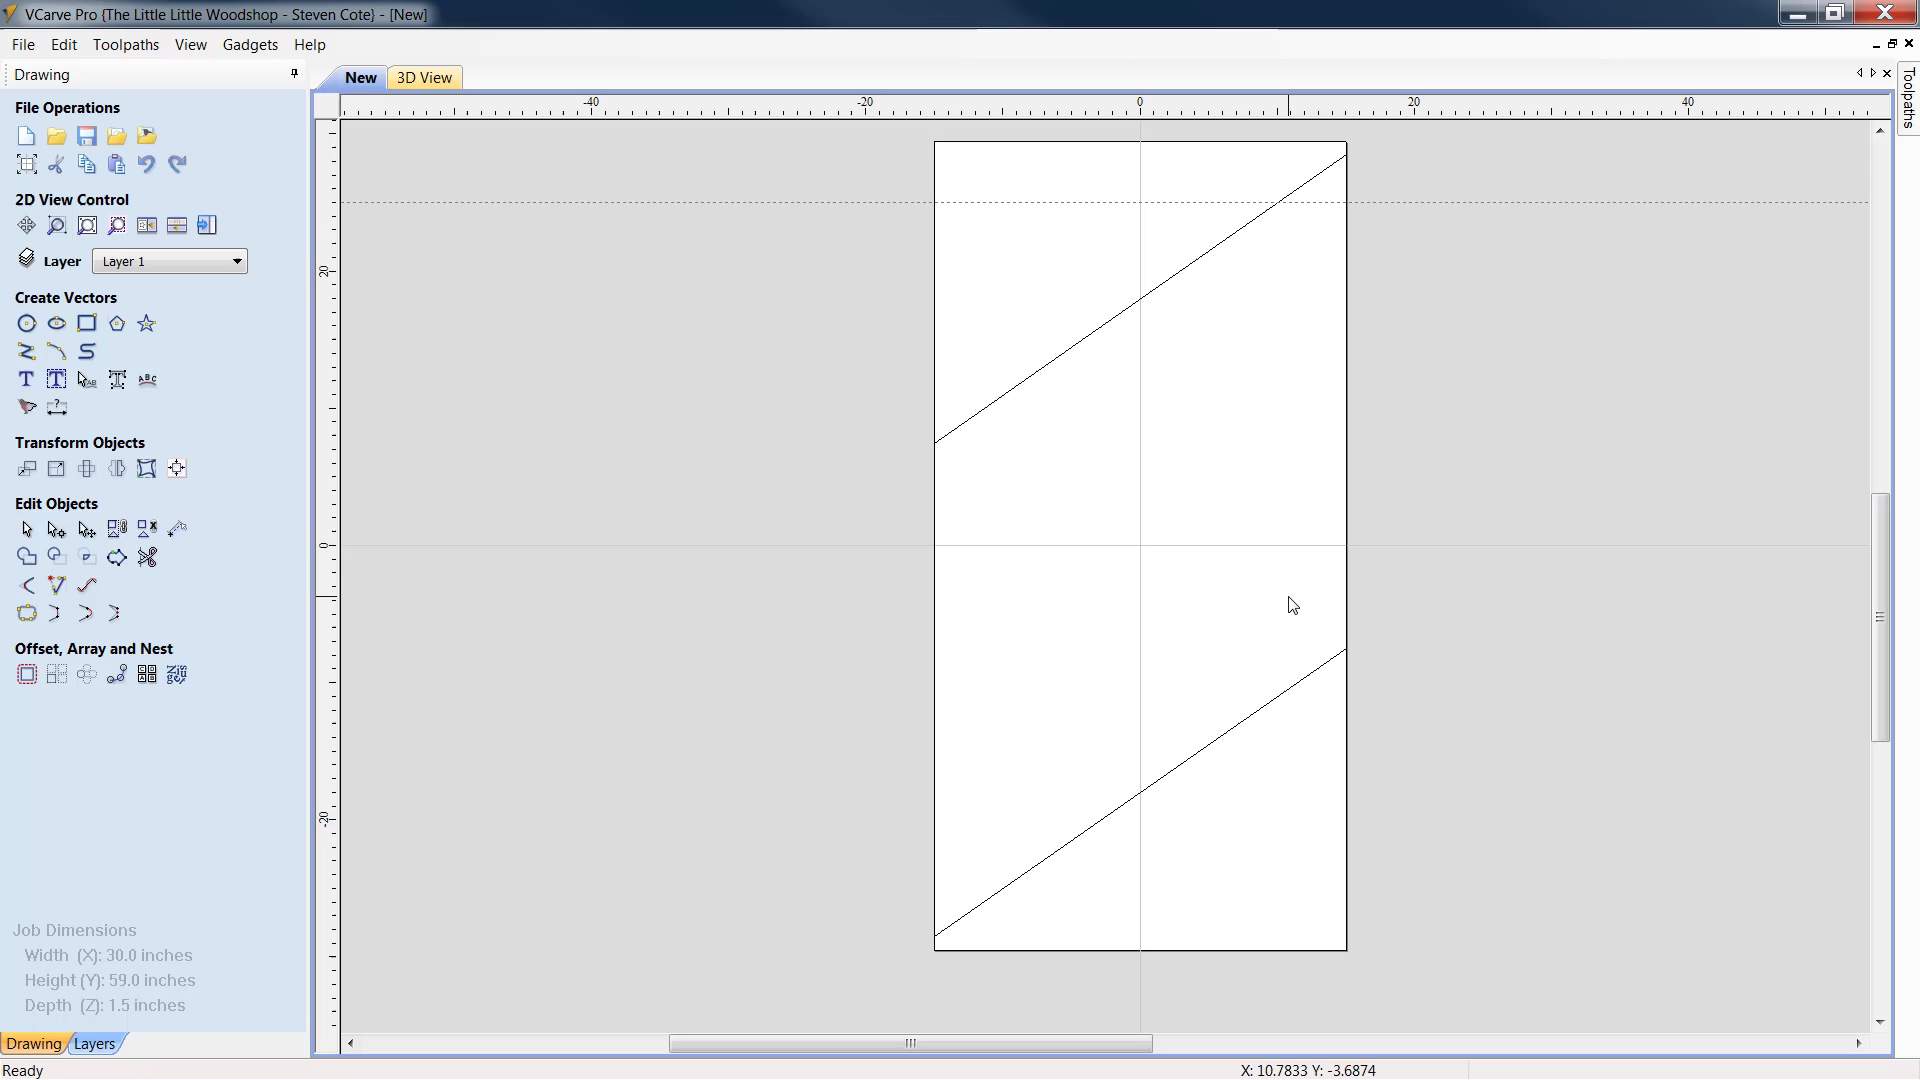 VCarve Pro {The Little Little Woodshop - Steven Cote} - [New]
File Edit Toolpaths View Gadgets Help
Drawing
New
3D View
Toolpaths
File Operations
2D View Control
Layer
Layer 1
Create Vectors
Transform Objects
Edit Objects
Offset, Array and Nest
-40 -20 0 20 40
20
0
-20
Job Dimensions
Width (X): 30.0 inches
Height (Y): 59.0 inches
Depth (Z): 1.5 inches
Drawing Layers
Ready
X: 10.7833 Y: -3.6874